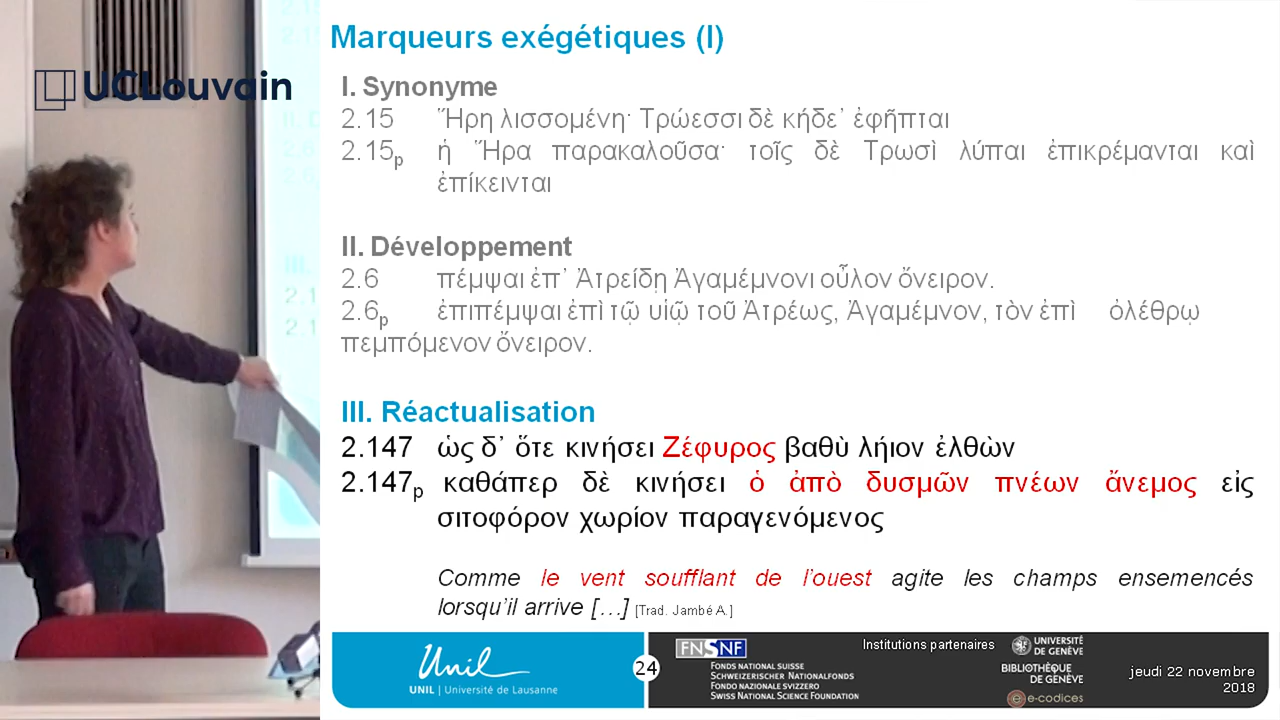 UCLouvain
Marqueurs exégétiques (I)
I. Synonyme
2.15 Ἥρη λισσομένη· Τρώεσσι δὲ κήδε᾽ ἐφῆπται
2.15p ἡ Ἥρα παρακαλοῦσα· τοῖς δὲ Τρωσὶ λύπαι ἐπικρέμανται καὶ
ἐπίκεινται
II. Développement
2.6 πέμψαι ἐπ᾽ Ἀτρείδῃ Ἀγαμέμνονι οὖλον ὄνειρον.
2.6p ἐπιπέμψαι ἐπὶ τῷ υἱῷ τοῦ Ἀτρέως, Ἀγαμέμνον, τὸν ἐπὶ ὀλέθρῳ
πεμπόμενον ὄνειρον.
III. Réactualisation
2.147 ὡς δ᾽ ὅτε κινήσει Ζέφυρος βαθὺ λήιον ἐλθὼν
2.147p καθάπερ δὲ κινήσει ὁ ἀπὸ δυσμῶν πνέων ἄνεμος εἰς
σιτοφόρον χωρίον παραγενόμενος
Comme le vent soufflant de l'ouest agite les champs ensemencés
lorsqu'il arrive […] [Trad. Jambé A.]
Unil
UNIL | Université de Lausanne
24
FNSNF
FONDS NATIONAL SUISSE
SCHWEIZERISCHER NATIONALFONDS
FONDO NAZIONALE SVIZZERO
SWISS NATIONAL SCIENCE FOUNDATION
Institutions partenaires
UNIVERSITÉ
DE GENÈVE
BIBLIOTHÈQUE
DE GENÈVE
e-codices
jeudi 22 novembre
2018